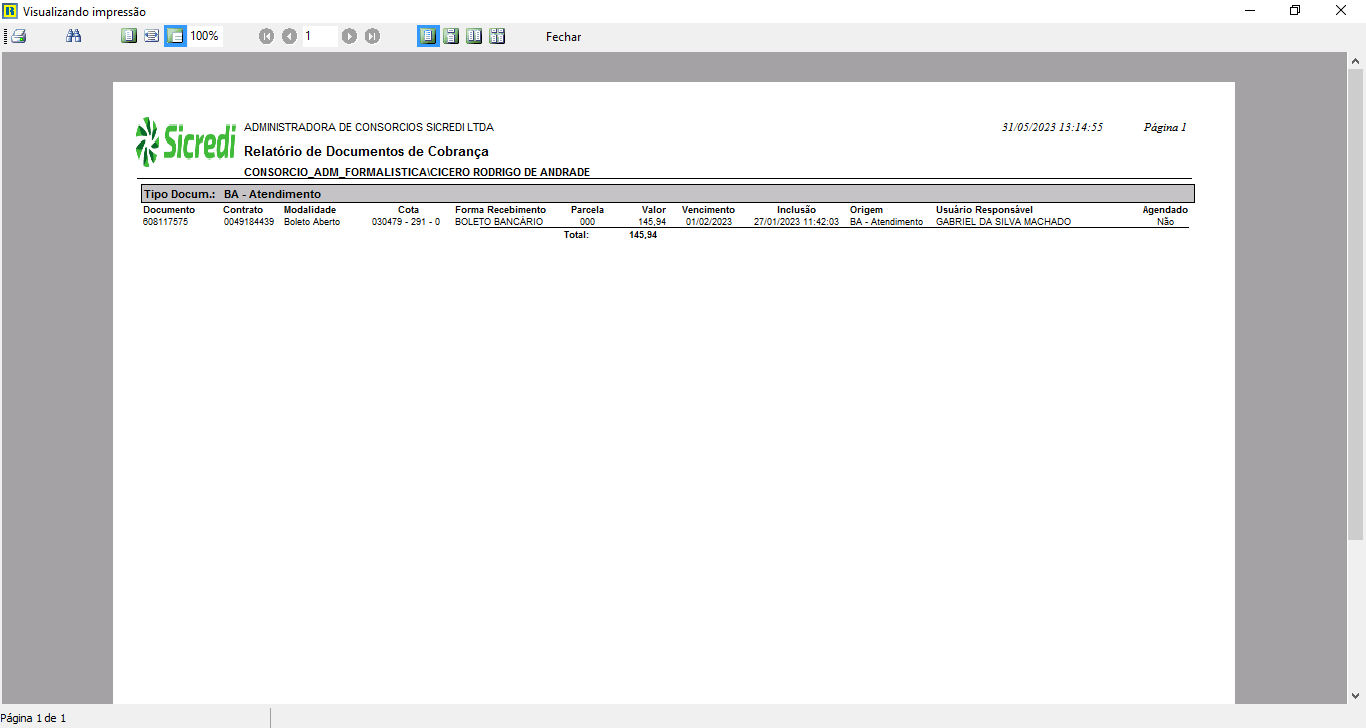 Visualizando impressão
100%
1
Fechar
Sicredi
ADMINISTRADORA DE CONSORCIOS SICREDI LTDA
31/05/2023 13:14:55 Página 1
Relatório de Documentos de Cobrança
CONSORCIO_ADM_FORMALISTICA\CICERO RODRIGO DE ANDRADE
Tipo Docum.: BA - Atendimento
Documento Contrato Modalidade Cota Forma Recebimento Parcela Valor Vencimento Inclusão Origem Usuário Responsável Agendado
608117575 0049184439 Boleto Aberto 030479 - 291 - 0 BOLETO BANCÁRIO 000 145,94 01/02/2023 27/01/2023 11:42:03 BA - Atendimento GABRIEL DA SILVA MACHADO Não
Total: 145,94
Página 1 de 1